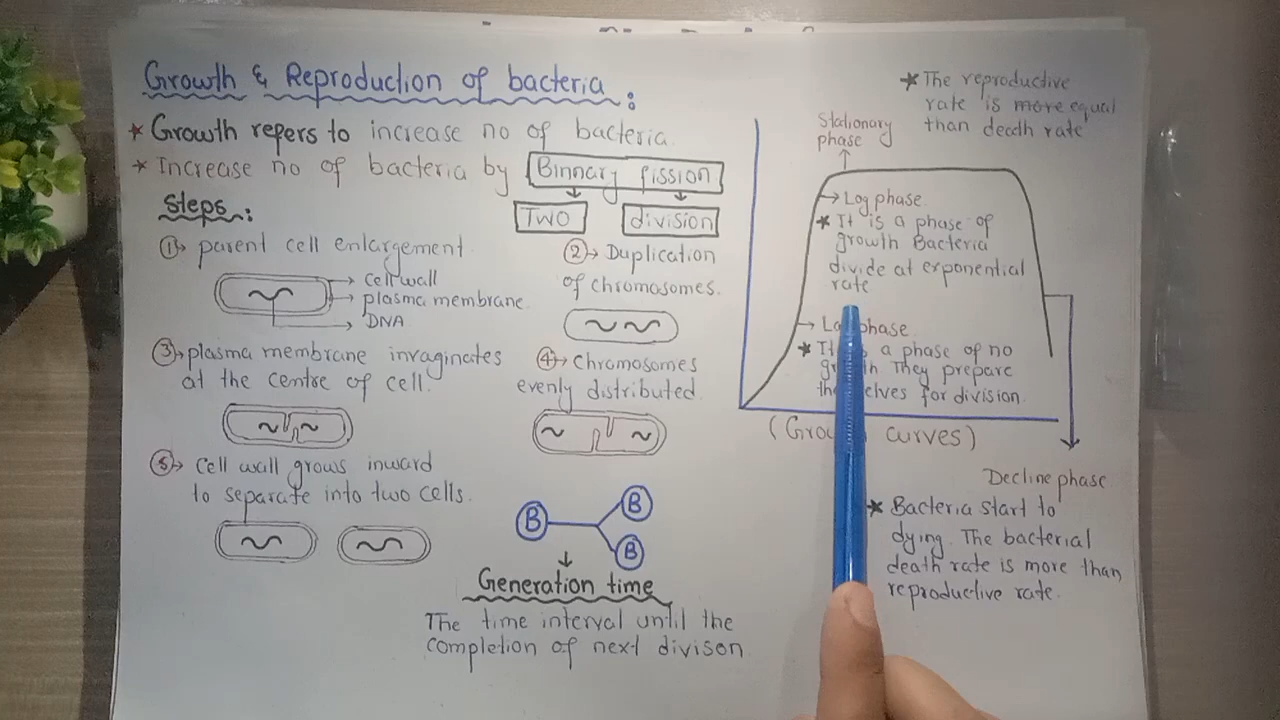 Growth & Reproduction of bacteria :
* Growth refers to increase no of bacteria.
* Increase no of bacteria by Binnary fission
Two
division
Steps :
① → parent cell enlargement
Cell wall
plasma membrane
DNA
② → Duplication
of chromosomes.
③ → plasma membrane invaginates
at the centre of cell.
④ → Chromosomes
evenly distributed
⑤ → Cell wall grows inward
to separate into two cells.
B
B
B
Generation time
The time interval until the
completion of next divison
* The reproductive
rate is more equal
than death rate
Stationary
phase
→ Log phase.
* It is a phase of
growth Bacteria
divide at exponential
rate
phase
a phase of no
They prepare
for division.
curves)
Decline phase
* Bacteria start to
dying. The bacterial
death rate is more than
reproductive rate.